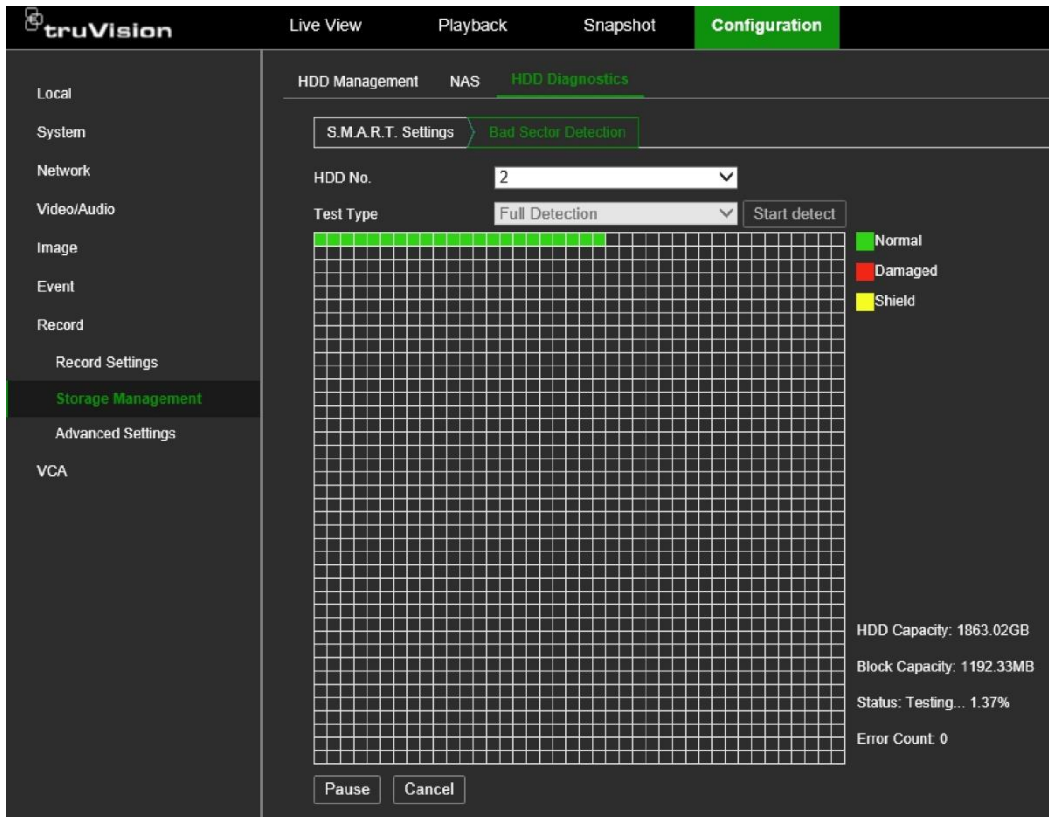 truVision
Live View Playback Snapshot Configuration
HDD Management NAS HDD Diagnostics
Local
System
Network
Video/Audio
Image
Event
Record
Record Settings
Storage Management
Advanced Settings
VCA
S.M.A.R.T. Settings Bad Sector Detection
HDD No. 2
Test Type Full Detection Start detect
Normal
Damaged
Shield
HDD Capacity: 1863.02GB
Block Capacity: 1192.33MB
Status: Testing... 1.37%
Error Count: 0
Pause Cancel